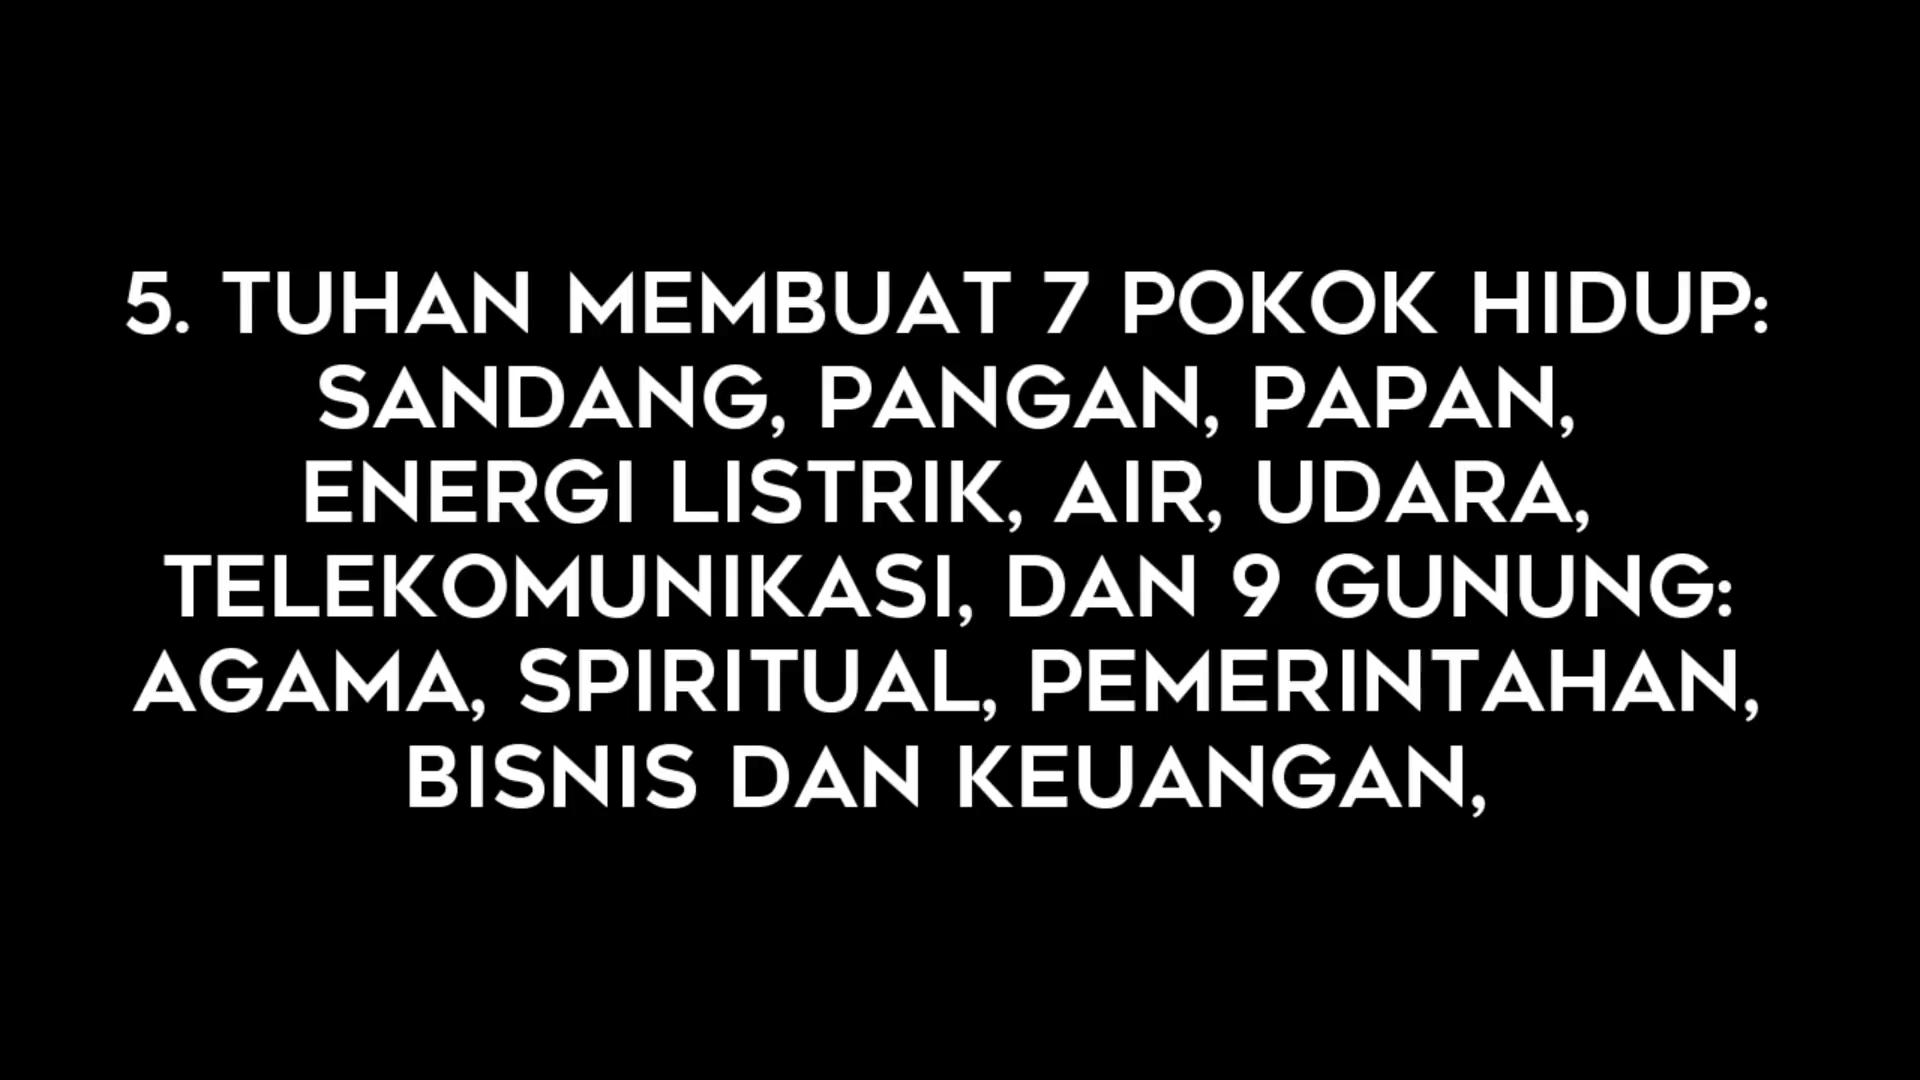 5. TUHAN MEMBUAT 7 POKOK HIDUP:
SANDANG, PANGAN, PAPAN,
ENERGI LISTRIK, AIR, UDARA,
TELEKOMUNIKASI, DAN 9 GUNUNG:
AGAMA, SPIRITUAL, PEMERINTAHAN,
BISNIS DAN KEUANGAN,